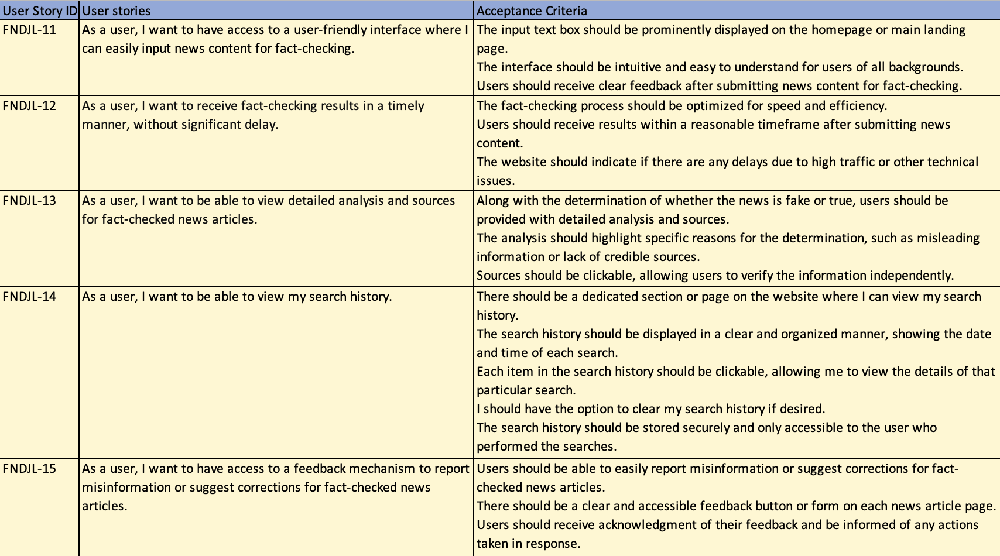 User Story ID User stories Acceptance Criteria
FNDJL-11
As a user, I want to have access to a user-friendly interface where I
can easily input news content for fact-checking.
The input text box should be prominently displayed on the homepage or main landing
page.
The interface should be intuitive and easy to understand for users of all backgrounds.
Users should receive clear feedback after submitting news content for fact-checking.
FNDJL-12
As a user, I want to receive fact-checking results in a timely
manner, without significant delay.
The fact-checking process should be optimized for speed and efficiency.
Users should receive results within a reasonable timeframe after submitting news
content.
The website should indicate if there are any delays due to high traffic or other technical
issues.
FNDJL-13
As a user, I want to be able to view detailed analysis and sources
for fact-checked news articles.
Along with the determination of whether the news is fake or true, users should be
provided with detailed analysis and sources.
The analysis should highlight specific reasons for the determination, such as misleading
information or lack of credible sources.
Sources should be clickable, allowing users to verify the information independently.
FNDJL-14
As a user, I want to be able to view my search history.
There should be a dedicated section or page on the website where I can view my search
history.
The search history should be displayed in a clear and organized manner, showing the date
and time of each search.
Each item in the search history should be clickable, allowing me to view the details of that
particular search.
I should have the option to clear my search history if desired.
The search history should be stored securely and only accessible to the user who
performed the searches.
FNDJL-15
As a user, I want to have access to a feedback mechanism to report
misinformation or suggest corrections for fact-checked news
articles.
Users should be able to easily report misinformation or suggest corrections for fact-
checked news articles.
There should be a clear and accessible feedback button or form on each news article page.
Users should receive acknowledgment of their feedback and be informed of any actions
taken in response.